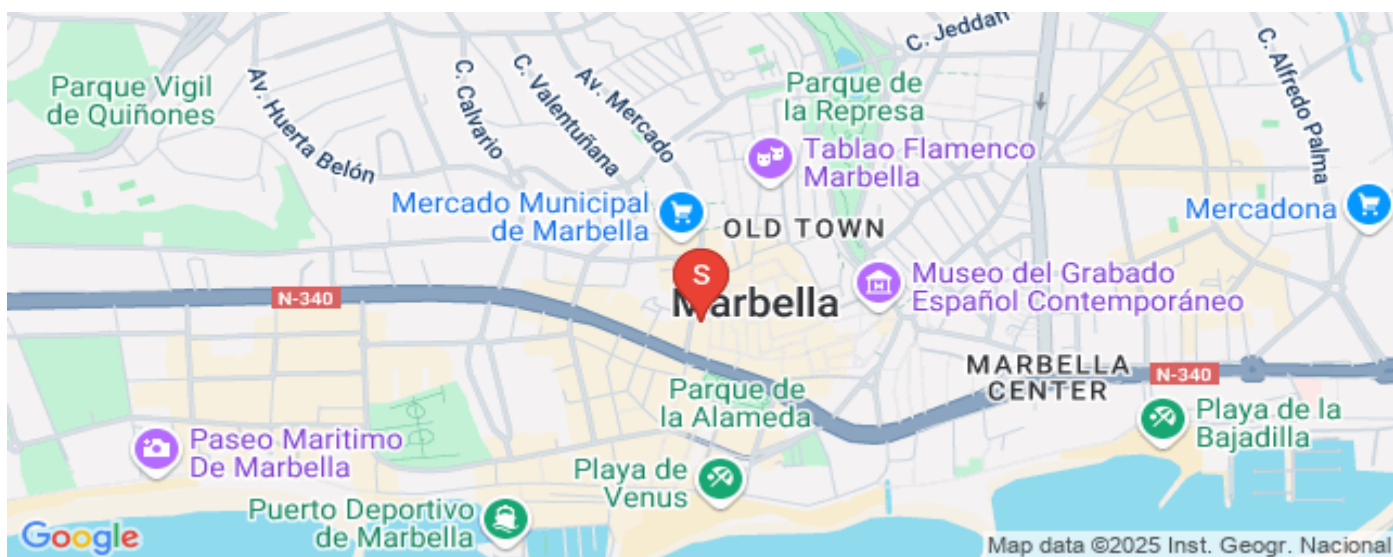 C. Jeddah
C. Alfredo Palma
Parque Vigil
de Quiñones
Av. Huerta Belón
C. Calvario
C. Valentuñana
Av. Mercado
Parque de
la Represa
Tablao Flamenco
Marbella
Mercado Municipal
de Marbella
OLD TOWN
Mercadona
S
Marbella
Museo del Grabado
Español Contemporáneo
N-340
MARBELLA
CENTER
N-340
Parque de
la Alameda
Playa de la
Bajadilla
Paseo Maritimo
De Marbella
Playa de
Venus
Puerto Deportivo
de Marbella
Google
Map data ©2025 Inst. Geogr. Nacional